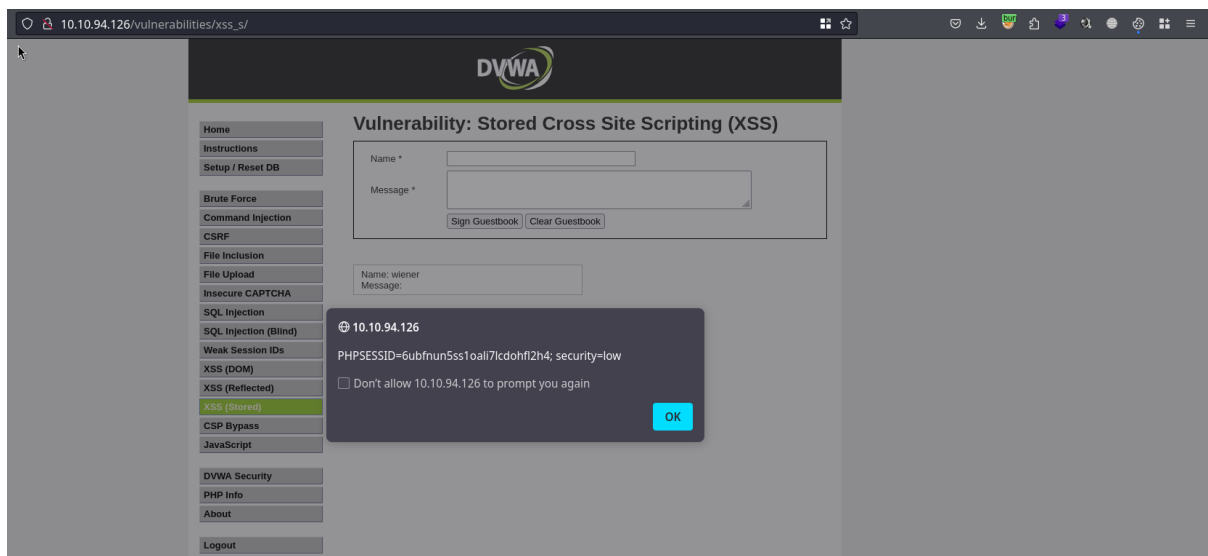 10.10.94.126/vulnerabilities/xss_s/
bur
3
DVWA
Home
Instructions
Setup / Reset DB
Brute Force
Command Injection
CSRF
File Inclusion
File Upload
Insecure CAPTCHA
SQL Injection
SQL Injection (Blind)
Weak Session IDs
XSS (DOM)
XSS (Reflected)
XSS (Stored)
CSP Bypass
JavaScript
DVWA Security
PHP Info
About
Logout
Vulnerability: Stored Cross Site Scripting (XSS)
Name *
Message *
Sign Guestbook Clear Guestbook
Name: wiener
Message:
10.10.94.126
PHPSESSID=6ubfnun5ss1oali7lcdohfl2h4; security=low
Don't allow 10.10.94.126 to prompt you again
OK